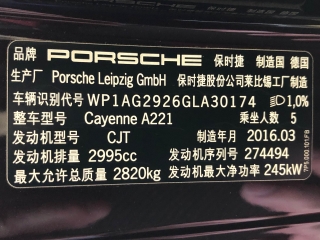 品牌 PORSCHE 保时捷 制造国 德国
生产厂 Porsche Leipzig GmbH 保时捷股份公司莱比锡工厂制造
车辆识别代号 WP1AG2926GLA30174 1,0%
整车型号 Cayenne A221 乘坐人数 5
发动机型号 CJT 制造年月 2016.03
发动机排量 2995cc 发动机序列号 274494
最大允许总质量 2820kg 发动机最大净功率 245kW
7P5.000.101.FB